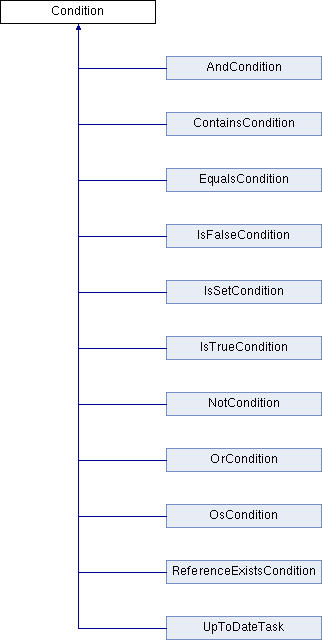 Condition
AndCondition
ContainsCondition
EqualsCondition
IsFalseCondition
IsSetCondition
IsTrueCondition
NotCondition
OrCondition
OsCondition
ReferenceExistsCondition
UpToDateTask